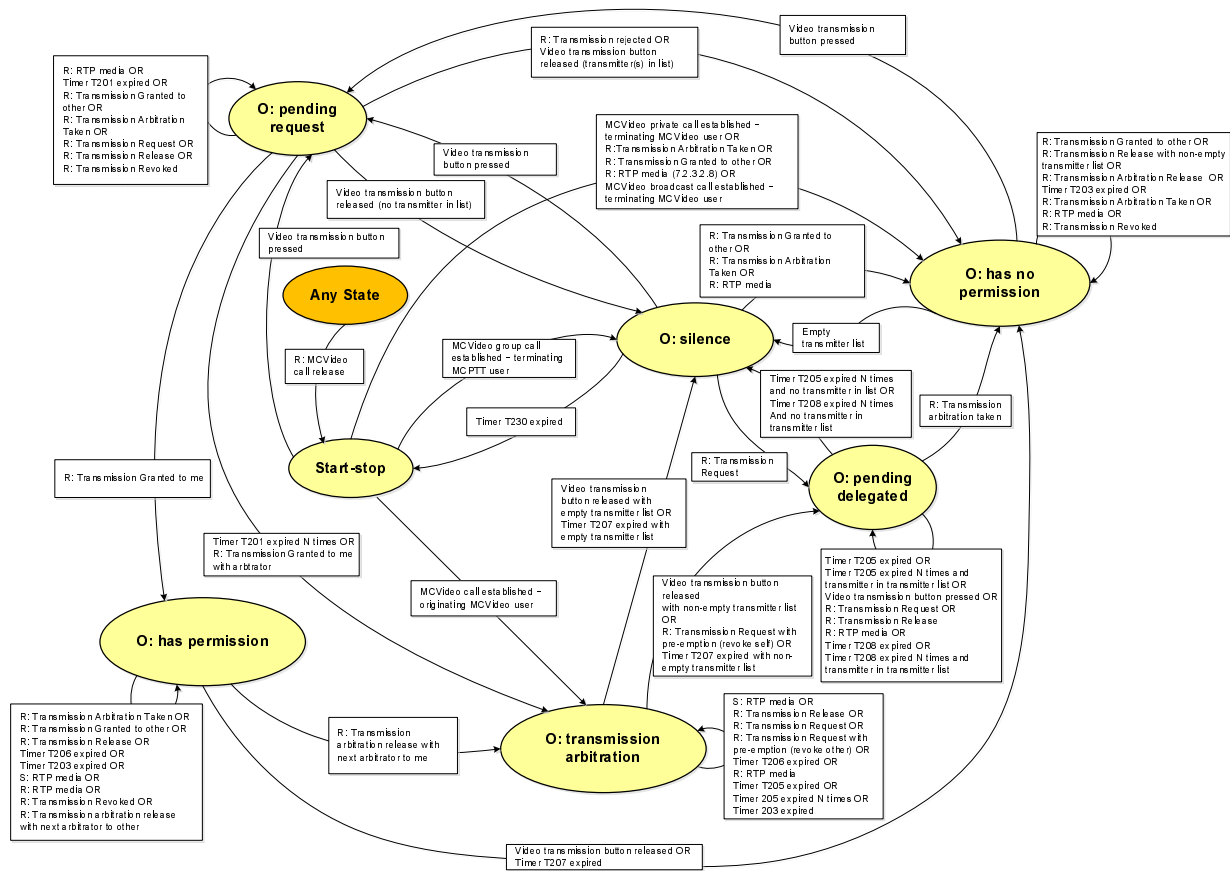 Video transmission
button pressed
R: Transmission rejected OR
Video transmission button
released (transmitter(s) in list)
R: RTP media OR
Timer T201 expired OR
R: Transmission Granted to
other OR
R: Transmission Arbitration
Taken OR
R: Transmission Request OR
R: Transmission Release OR
R: Transmission Revoked
O: pending
request
MCVideo private call established –
terminating MCVideo user OR
R:Transmission Arbitration Taken OR
R: Transmission Granted to other OR
R: RTP media (7.2.3.2.8) OR
MCVideo broadcast call established –
terminating MCVideo user
R: Transmission Granted to other OR
R: Transmission Release with non-empty
transmitter list OR
R: Transmission Arbitration Release  OR
Timer T203 expired OR
R: Transmission Arbitration Taken OR
R: RTP media OR
R: Transmission Revoked
Video transmission
button pressed
Video transmission button
released (no transmitter in list)
Video transmission button
pressed
R: Transmission Granted to
other OR
R: Transmission Arbitration
Taken OR
R: RTP media
O: has no
permission
Any State
O: silence
Empty
transmitter list
MCVideo group call
established – terminating
MCPTT user
R: MCVideo
call release
Timer T205 expired N times
and no transmitter in list OR
Timer T208 expired N times
And no transmitter in
transmitter list
R: Transmission
arbitration taken
Timer T230 expired
Start-stop
R: Transmission
Request
R: Transmission Granted to me
O: pending
delegated
Video transmission
button released with
empty transmitter list OR
Timer T207 expired with
empty transmitter list
Timer T201 expired N times OR
R: Transmission Granted to me
with arbtrator
MCVideo call established –
originating MCVideo user
Video transmission button
released
with non-empty transmitter list
OR
R: Transmission Request with
pre-emption (revoke self) OR
Timer T207 expired with non-
empty transmitter list
Timer T205 expired OR
Timer T205 expired N times and
transmitter in transmitter list OR
Video transmission button pressed OR
R: Transmission Request OR
R: Transmission Release
R: RTP media OR
Timer T208 expired OR
Timer T208 expired N times and
transmitter in transmitter list
O: has permission
R: Transmission Arbitration Taken OR
R: Transmission Granted to other OR
R: Transmission Release OR
Timer T206 expired OR
Timer T203 expired OR
S: RTP media OR
R: RTP media OR
R: Transmission Revoked OR
R: Transmission arbitration release
with next arbitrator to other
R: Transmission
arbitration release with
next arbitrator to me
O: transmission
arbitration
S: RTP media OR
R: Transmission Release OR
R: Transmission Request OR
R: Transmission Request with
pre-emption (revoke other) OR
Timer T206 expired OR
R: RTP media
Timer T205 expired OR
Timer 205 expired N times OR
Timer 203 expired
Video transmission button released OR
Timer T207 expired